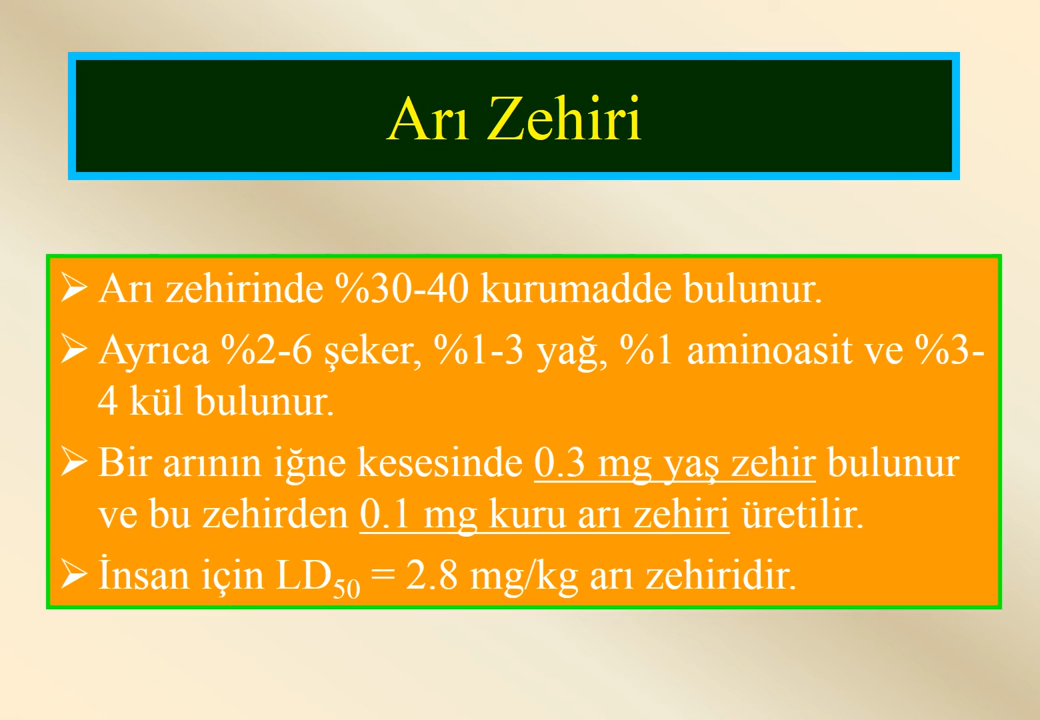 Arı Zehiri
➢ Arı zehirinde %30-40 kurumadde bulunur.
➢ Ayrıca %2-6 şeker, %1-3 yağ, %1 aminoasit ve %3-
4 kül bulunur.
➢ Bir arının iğne kesesinde 0.3 mg yaş zehir bulunur
ve bu zehirden 0.1 mg kuru arı zehiri üretilir.
➢ İnsan için LD50 = 2.8 mg/kg arı zehiridir.